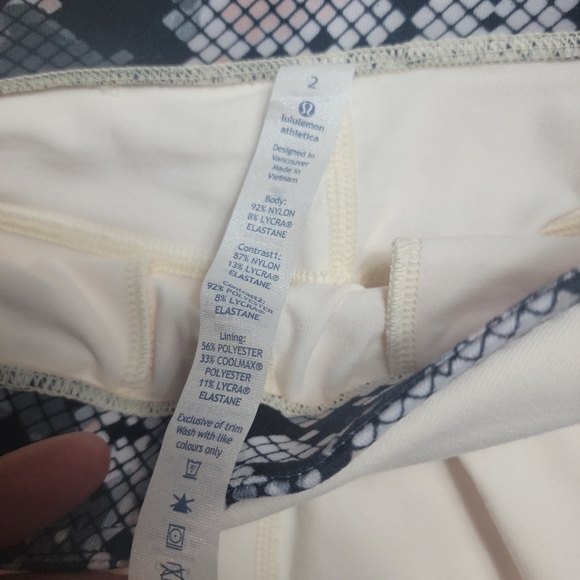 2
lululemon
athletica
Designed in
Vancouver
Made in
Vietnam
Body:
92% NYLON
8% LYCRA®
ELASTANE
Contrast1:
87% NYLON
13% LYCRA®
ELASTANE
Contrast2:
92% POLYESTER
8% LYCRA®
ELASTANE
Lining:
56% POLYESTER
33% COOLMAX®
POLYESTER
11% LYCRA®
ELASTANE
Exclusive of trim
Wash with like
colours only